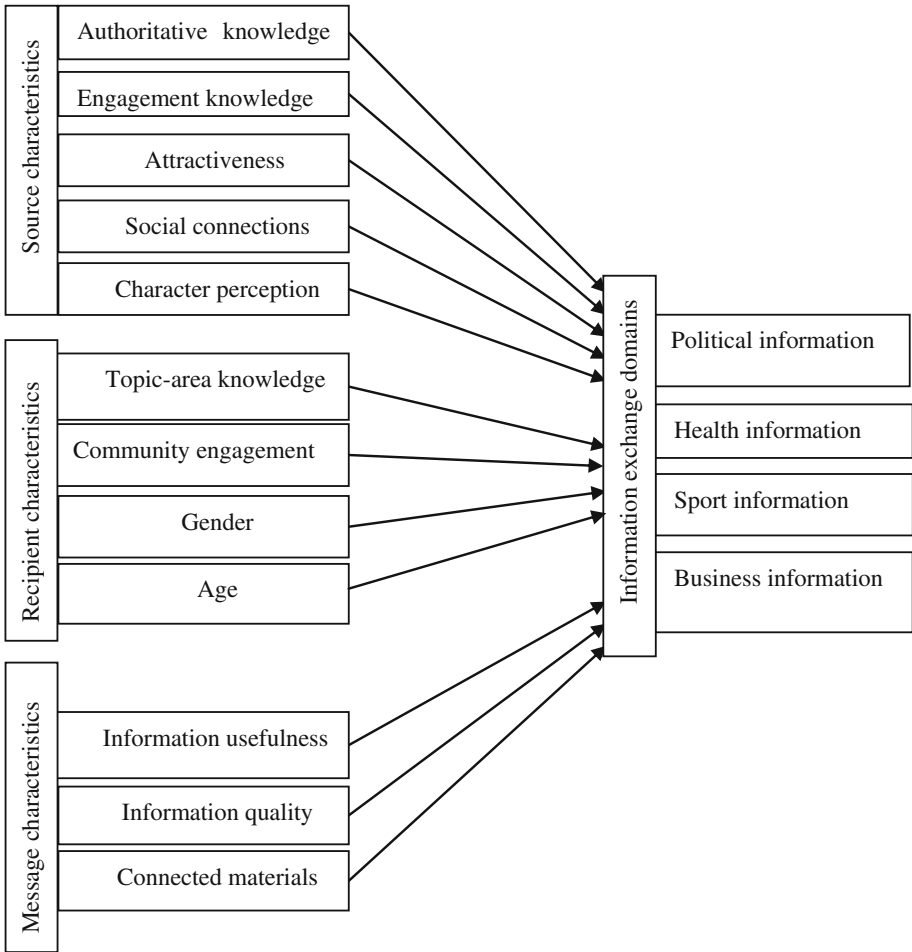 Source characteristics
Authoritative knowledge
Engagement knowledge
Attractiveness
Social connections
Character perception
Recipient characteristics
Topic-area knowledge
Community engagement
Gender
Age
Message characteristics
Information usefulness
Information quality
Connected materials
Information exchange domains
Political information
Health information
Sport information
Business information